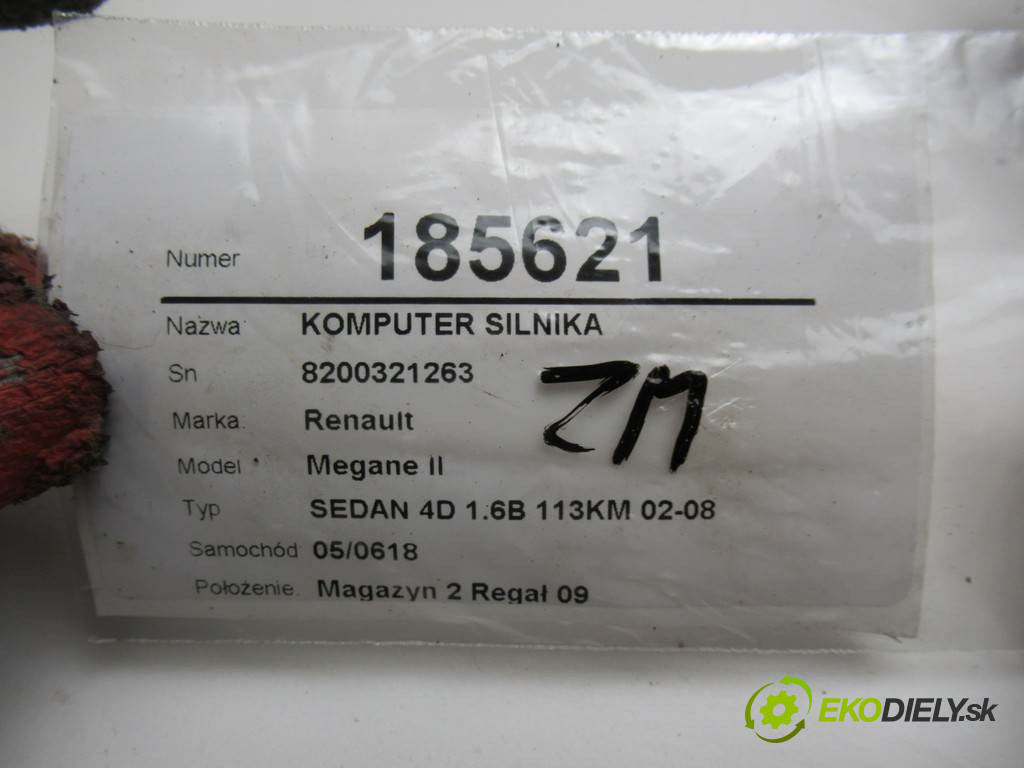 Numer 185621
Nazwa: KOMPUTER SILNIKA
Sn 8200321263
Marka: Renault
Model Megane II
Typ SEDAN 4D 1.6B 113KM 02-08
Samochód 05/0618
Położenie: Magazyn 2 Regał 09
ZM
EKODIELY.sk